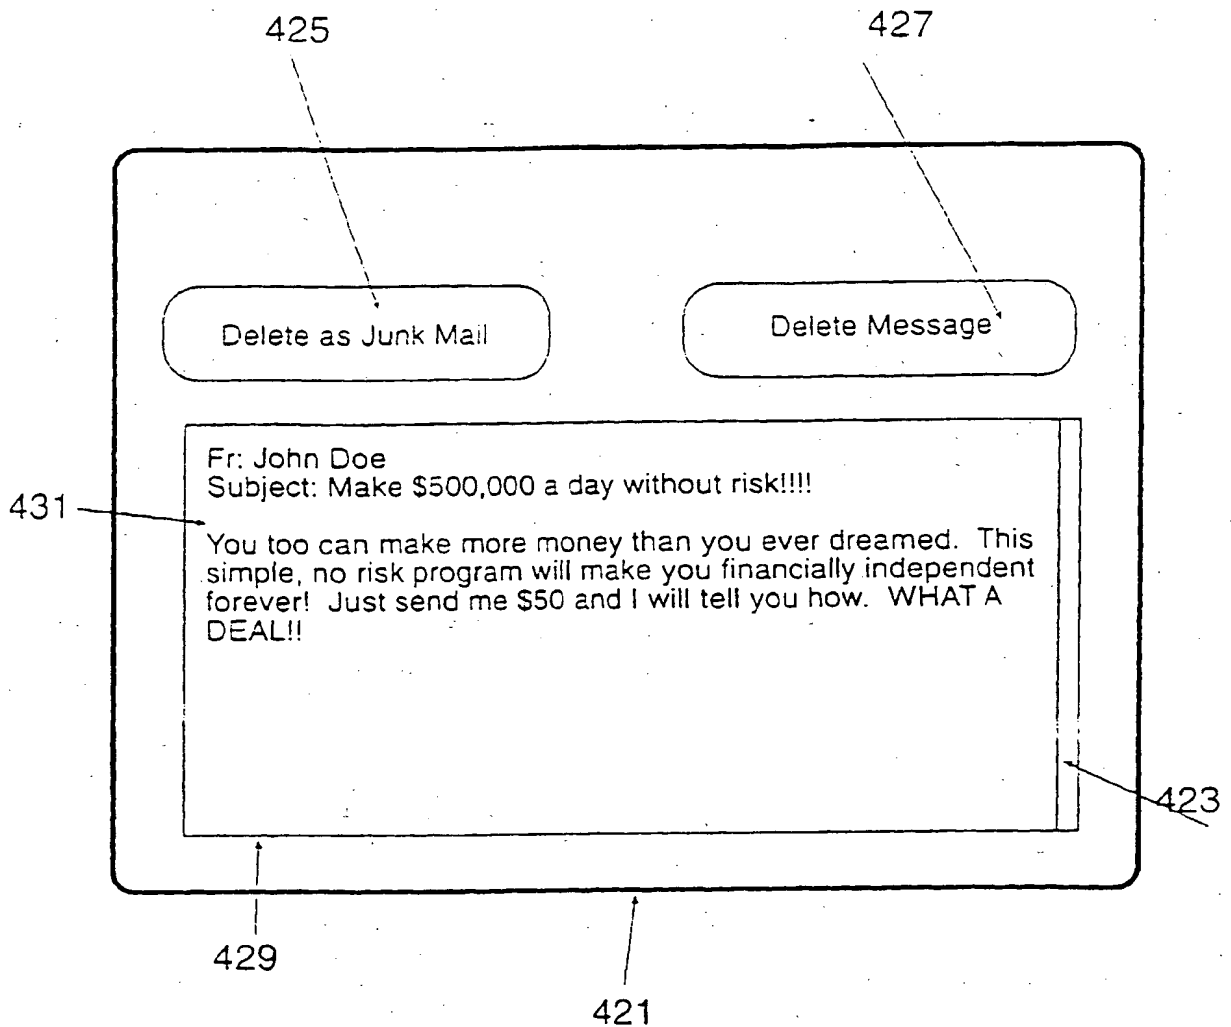 425
427
Delete as Junk Mail
Delete Message
Fr: John Doe
Subject: Make $500,000 a day without risk!!!!
431
You too can make more money than you ever dreamed. This
simple, no risk program will make you financially independent
forever! Just send me $50 and I will tell you how. WHAT A
DEAL!!
423
429
421